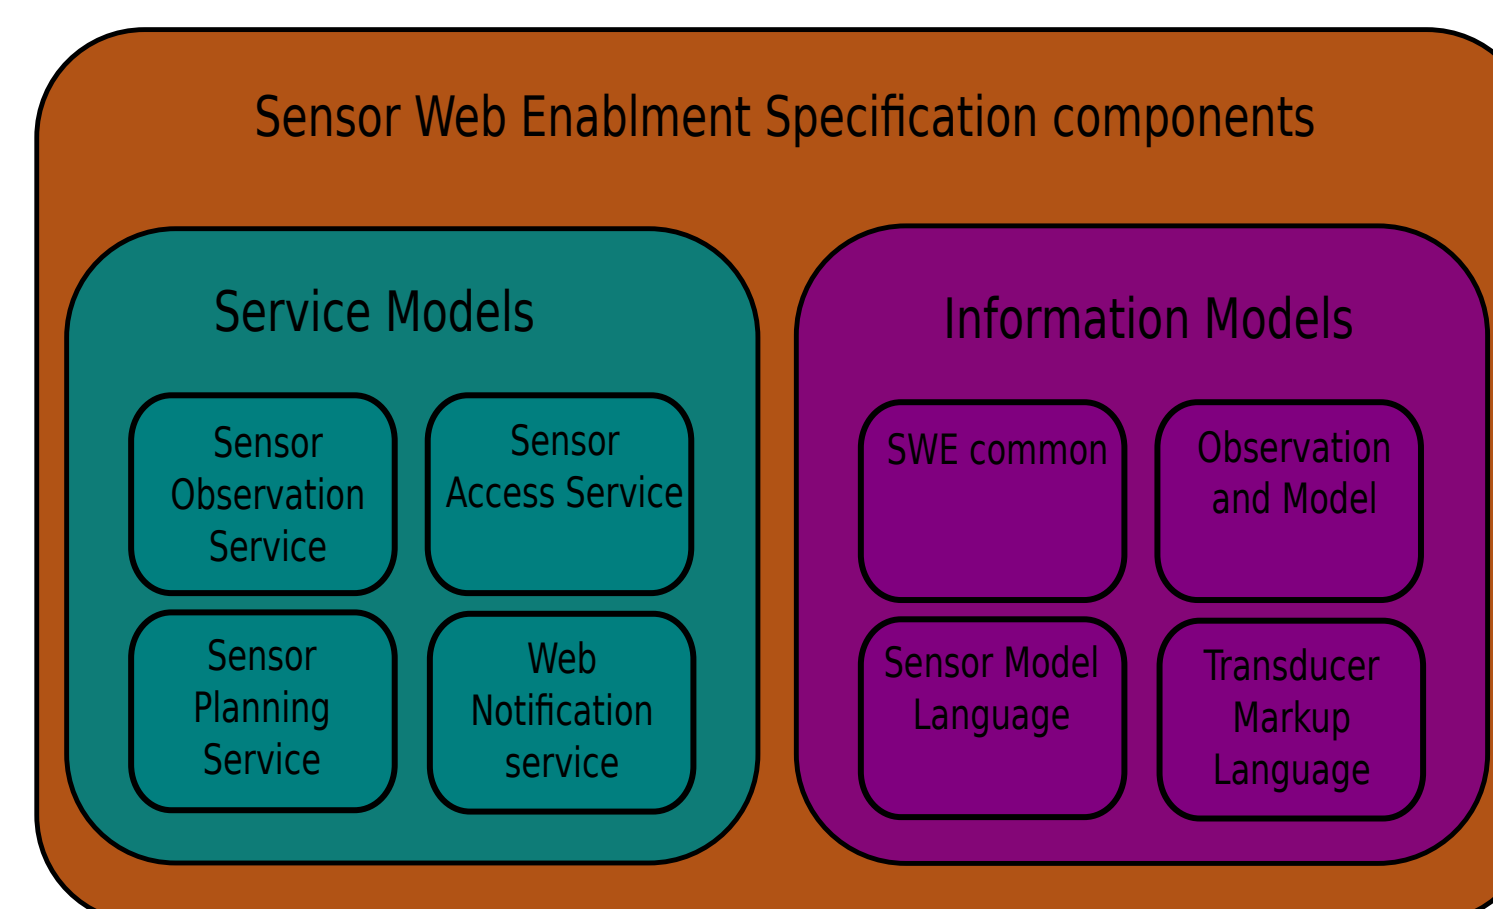 Sensor Web Enablment Specification components
Service Models
Sensor
Observation
Service
Sensor
Access Service
Sensor
Planning
Service
Web
Notification
service
Information Models
SWE common
Observation
and Model
Sensor Model
Language
Transducer
Markup
Language